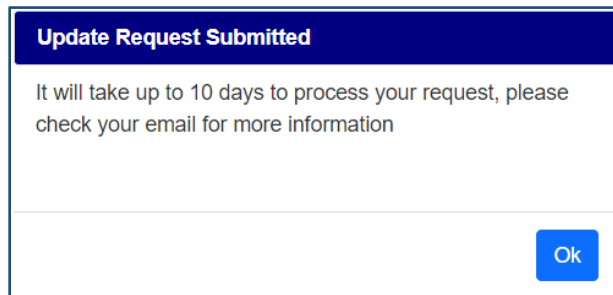 Update Request Submitted
It will take up to 10 days to process your request, please
check your email for more information
Ok